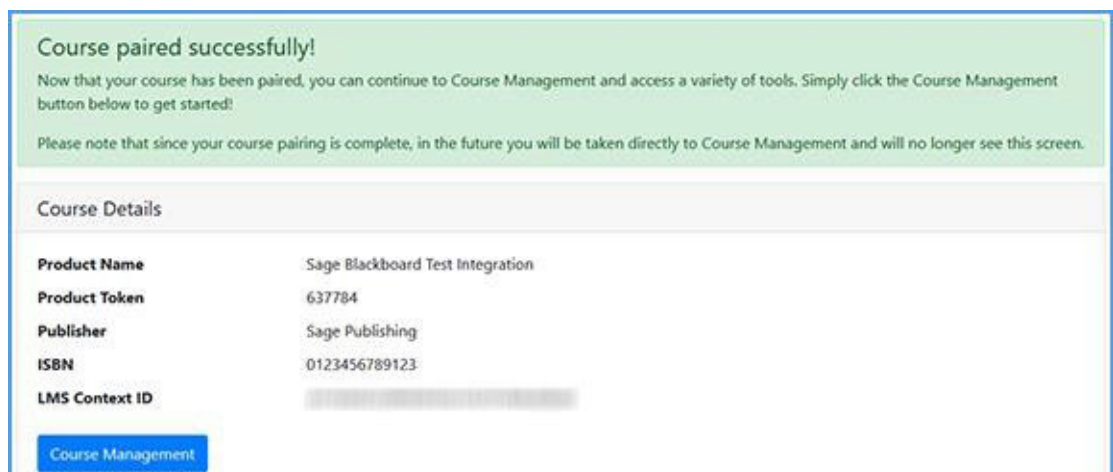 Course paired successfully!
Now that your course has been paired, you can continue to Course Management and access a variety of tools. Simply click the Course Management
button below to get started!
Please note that since your course pairing is complete, in the future you will be taken directly to Course Management and will no longer see this screen.
Course Details
Product Name Sage Blackboard Test Integration
Product Token 637784
Publisher Sage Publishing
ISBN 0123456789123
LMS Context ID
Course Management